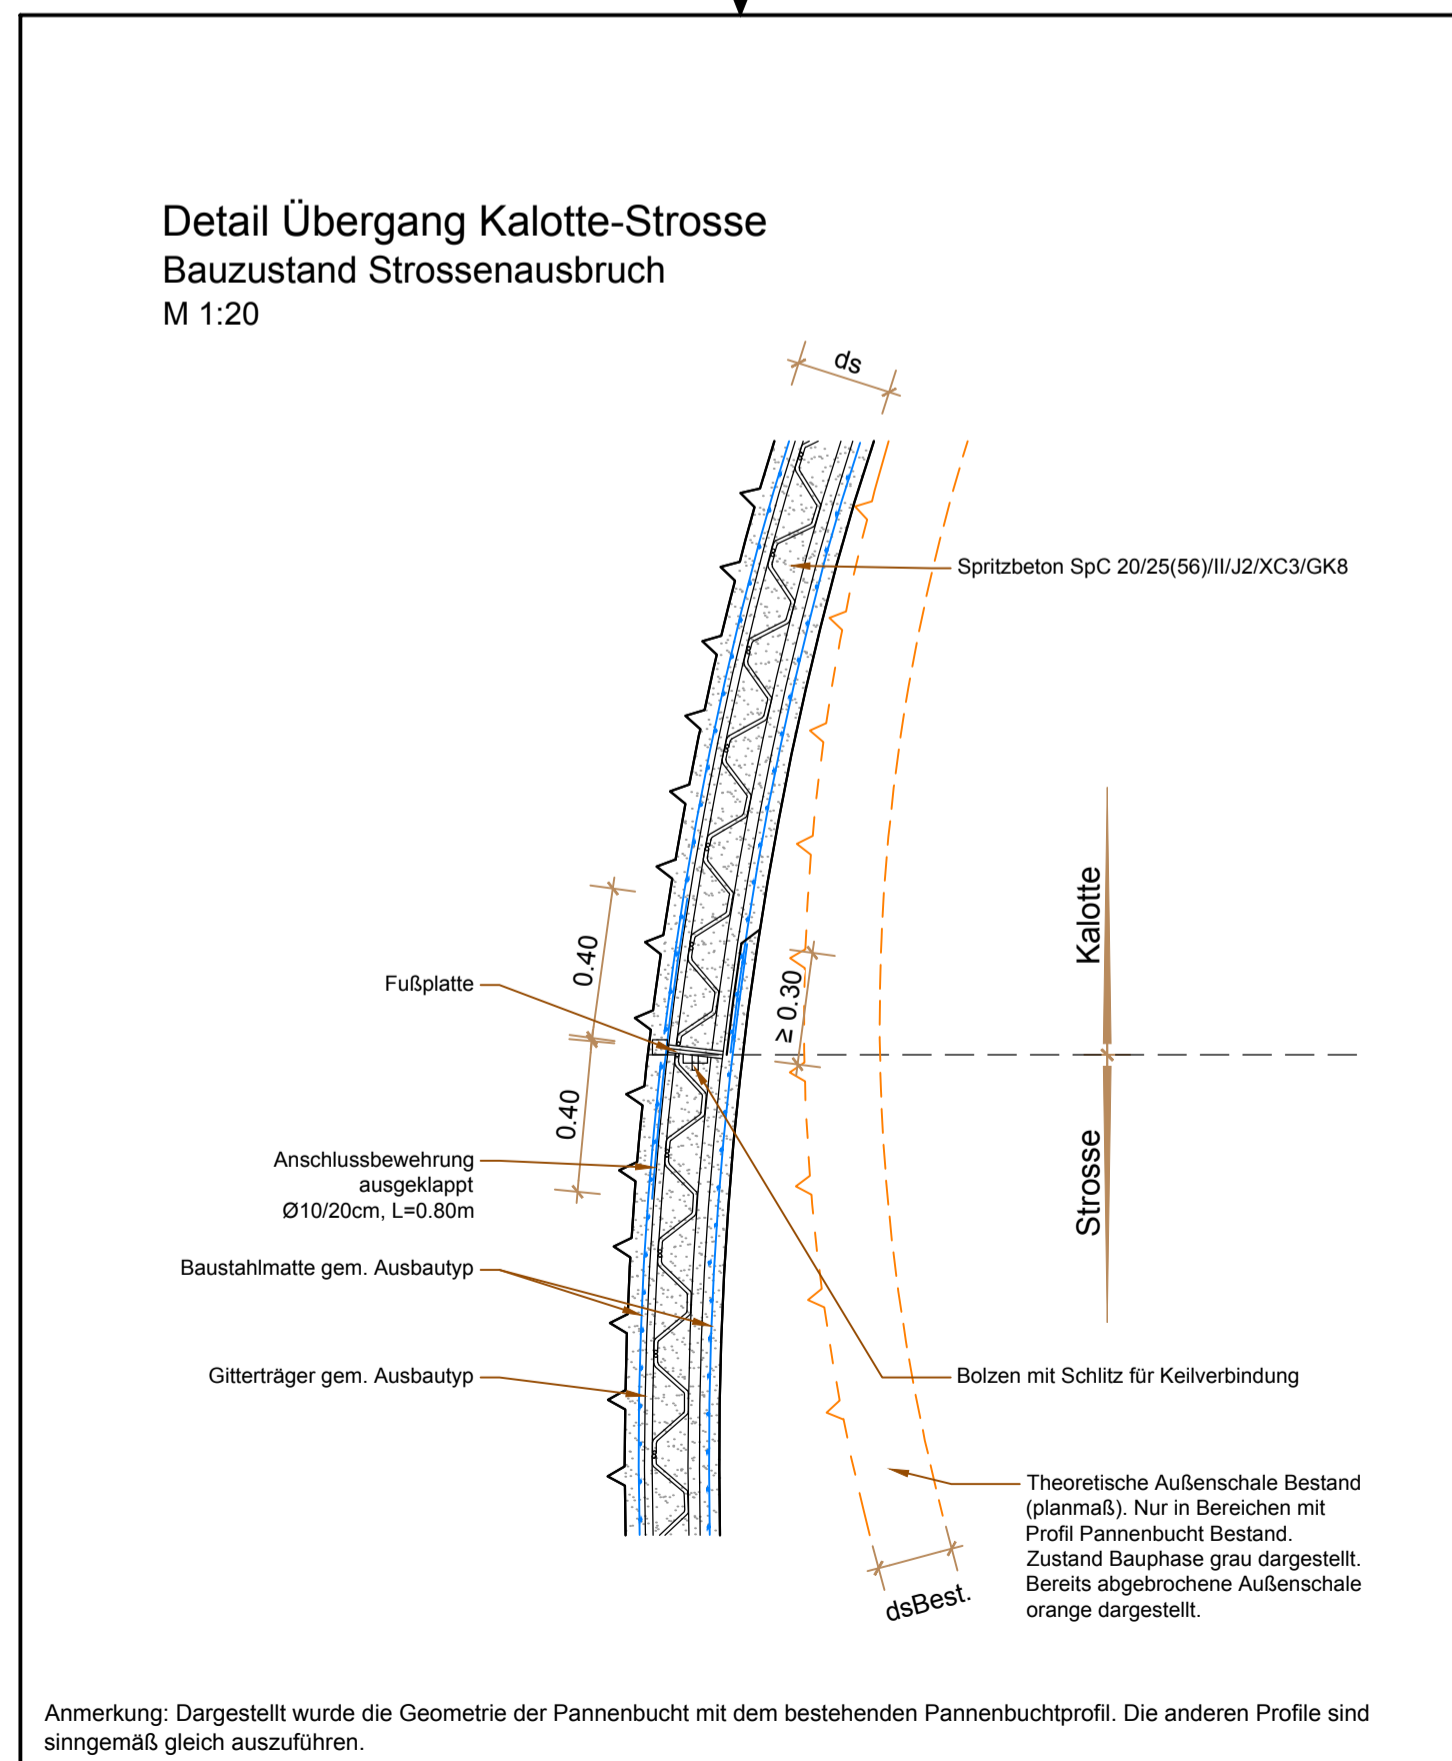 Detail Übergang Kalotte-Strosse
Bauzustand Strossenausbruch
M 1:20
ds
Spritzbeton SpC 20/25(56)/II/J2/XC3/GK8
Kalotte
0.40
Fußplatte
≥ 0.30
0.40
Strosse
Anschlussbewehrung
ausgeklappt
Ø10/20cm, L=0.80m
Baustahlmatte gem. Ausbautyp
Gitterträger gem. Ausbautyp
Bolzen mit Schlitz für Keilverbindung
Theoretische Außenschale Bestand
(planmaß). Nur in Bereichen mit
Profil Pannenbucht Bestand.
Zustand Bauphase grau dargestellt.
Bereits abgebrochene Außenschale
orange dargestellt.
dsBest.
Anmerkung: Dargestellt wurde die Geometrie der Pannenbucht mit dem bestehenden Pannenbuchtprofil. Die anderen Profile sind
sinngemäß gleich auszuführen.